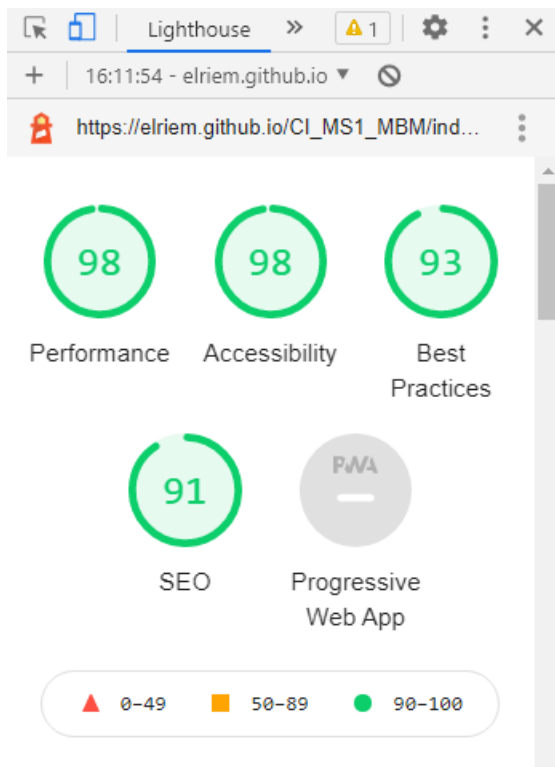 Lighthouse
1
16:11:54 - elriem.github.io
https://elriem.github.io/CI_MS1_MBM/ind...
98
98
93
Performance
Accessibility
Best
Practices
91
PWA
SEO
Progressive
Web App
0–49
50–89
90–100